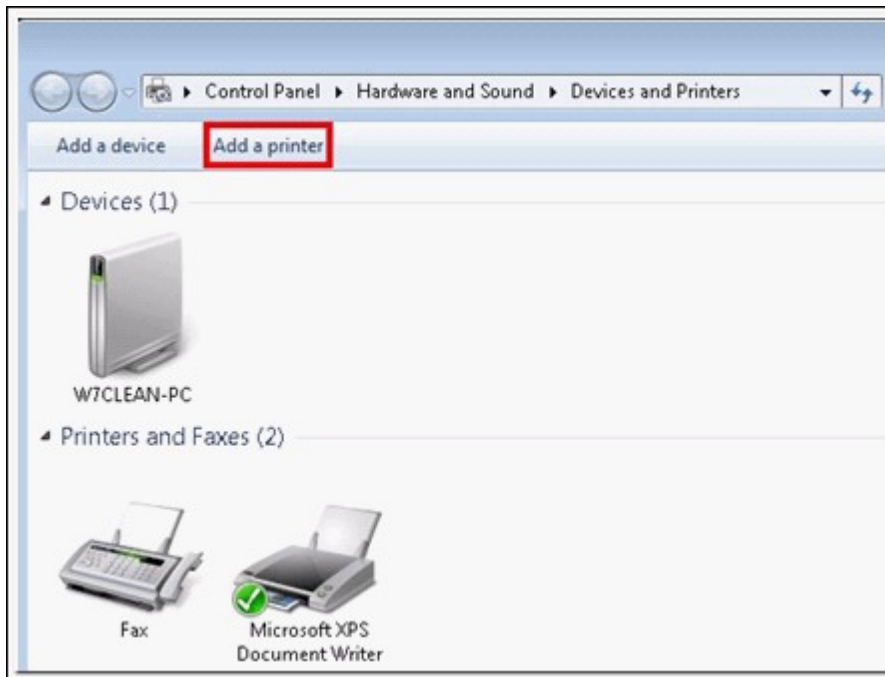 Control Panel Hardware and Sound Devices and Printers
Add a device Add a printer
Devices (1)
W7CLEAN-PC
Printers and Faxes (2)
Fax
Microsoft XPS
Document Writer